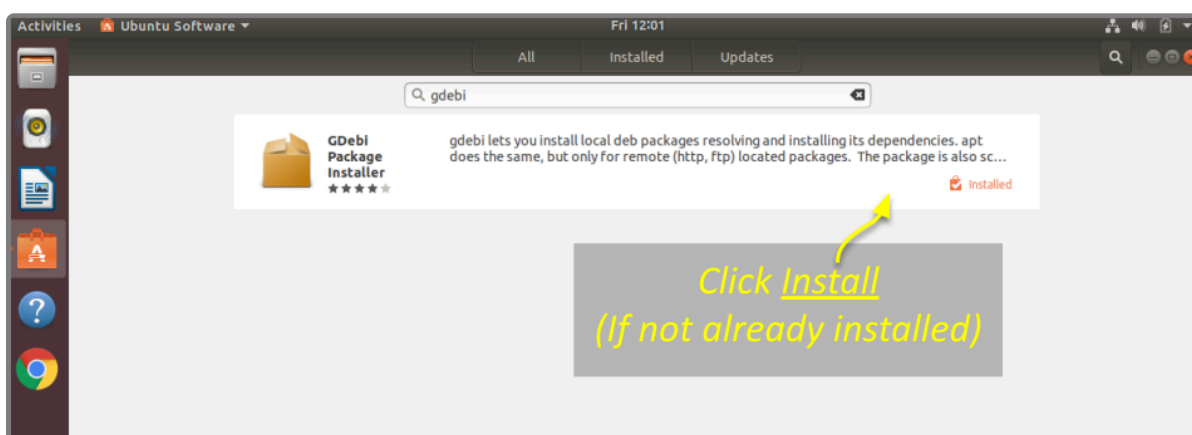 Activities Ubuntu Software Fri 12:01
All Installed Updates
gdebi
GDebi
Package
Installer
gdebi lets you install local deb packages resolving and installing its dependencies. apt
does the same, but only for remote (http, ftp) located packages. The package is also sc...
Installed
Click Install
(If not already installed)